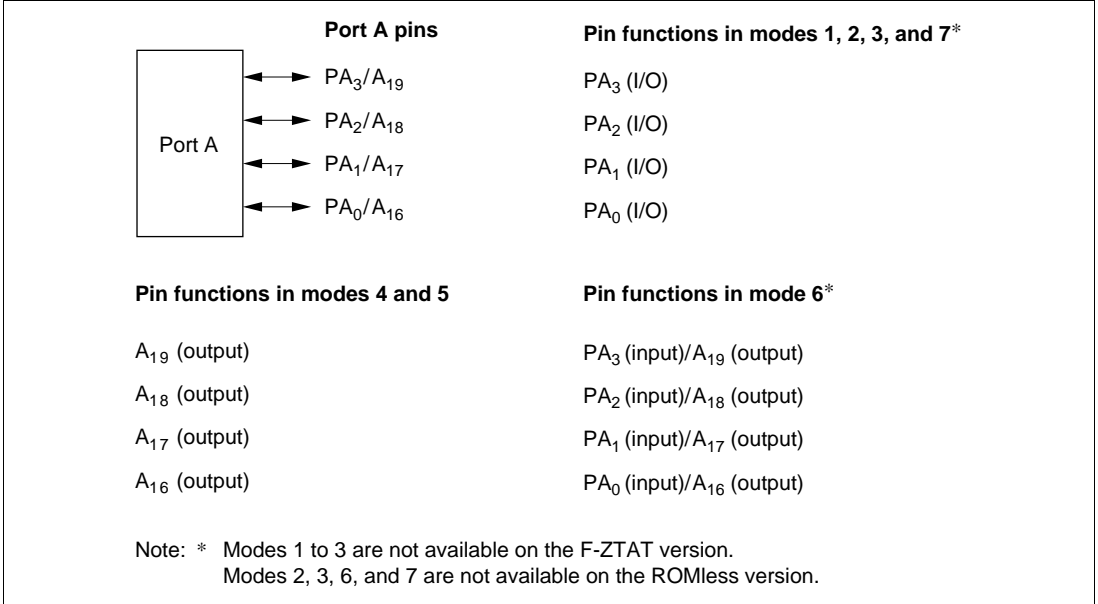 Port A pins
Pin functions in modes 1, 2, 3, and 7*
Port A
PA₃/A₁₉
PA₃ (I/O)
PA₂/A₁₈
PA₂ (I/O)
PA₁/A₁₇
PA₁ (I/O)
PA₀/A₁₆
PA₀ (I/O)
Pin functions in modes 4 and 5
Pin functions in mode 6*
A₁₉ (output)
PA₃ (input)/A₁₉ (output)
A₁₈ (output)
PA₂ (input)/A₁₈ (output)
A₁₇ (output)
PA₁ (input)/A₁₇ (output)
A₁₆ (output)
PA₀ (input)/A₁₆ (output)
Note: * Modes 1 to 3 are not available on the F-ZTAT version.
Modes 2, 3, 6, and 7 are not available on the ROMless version.